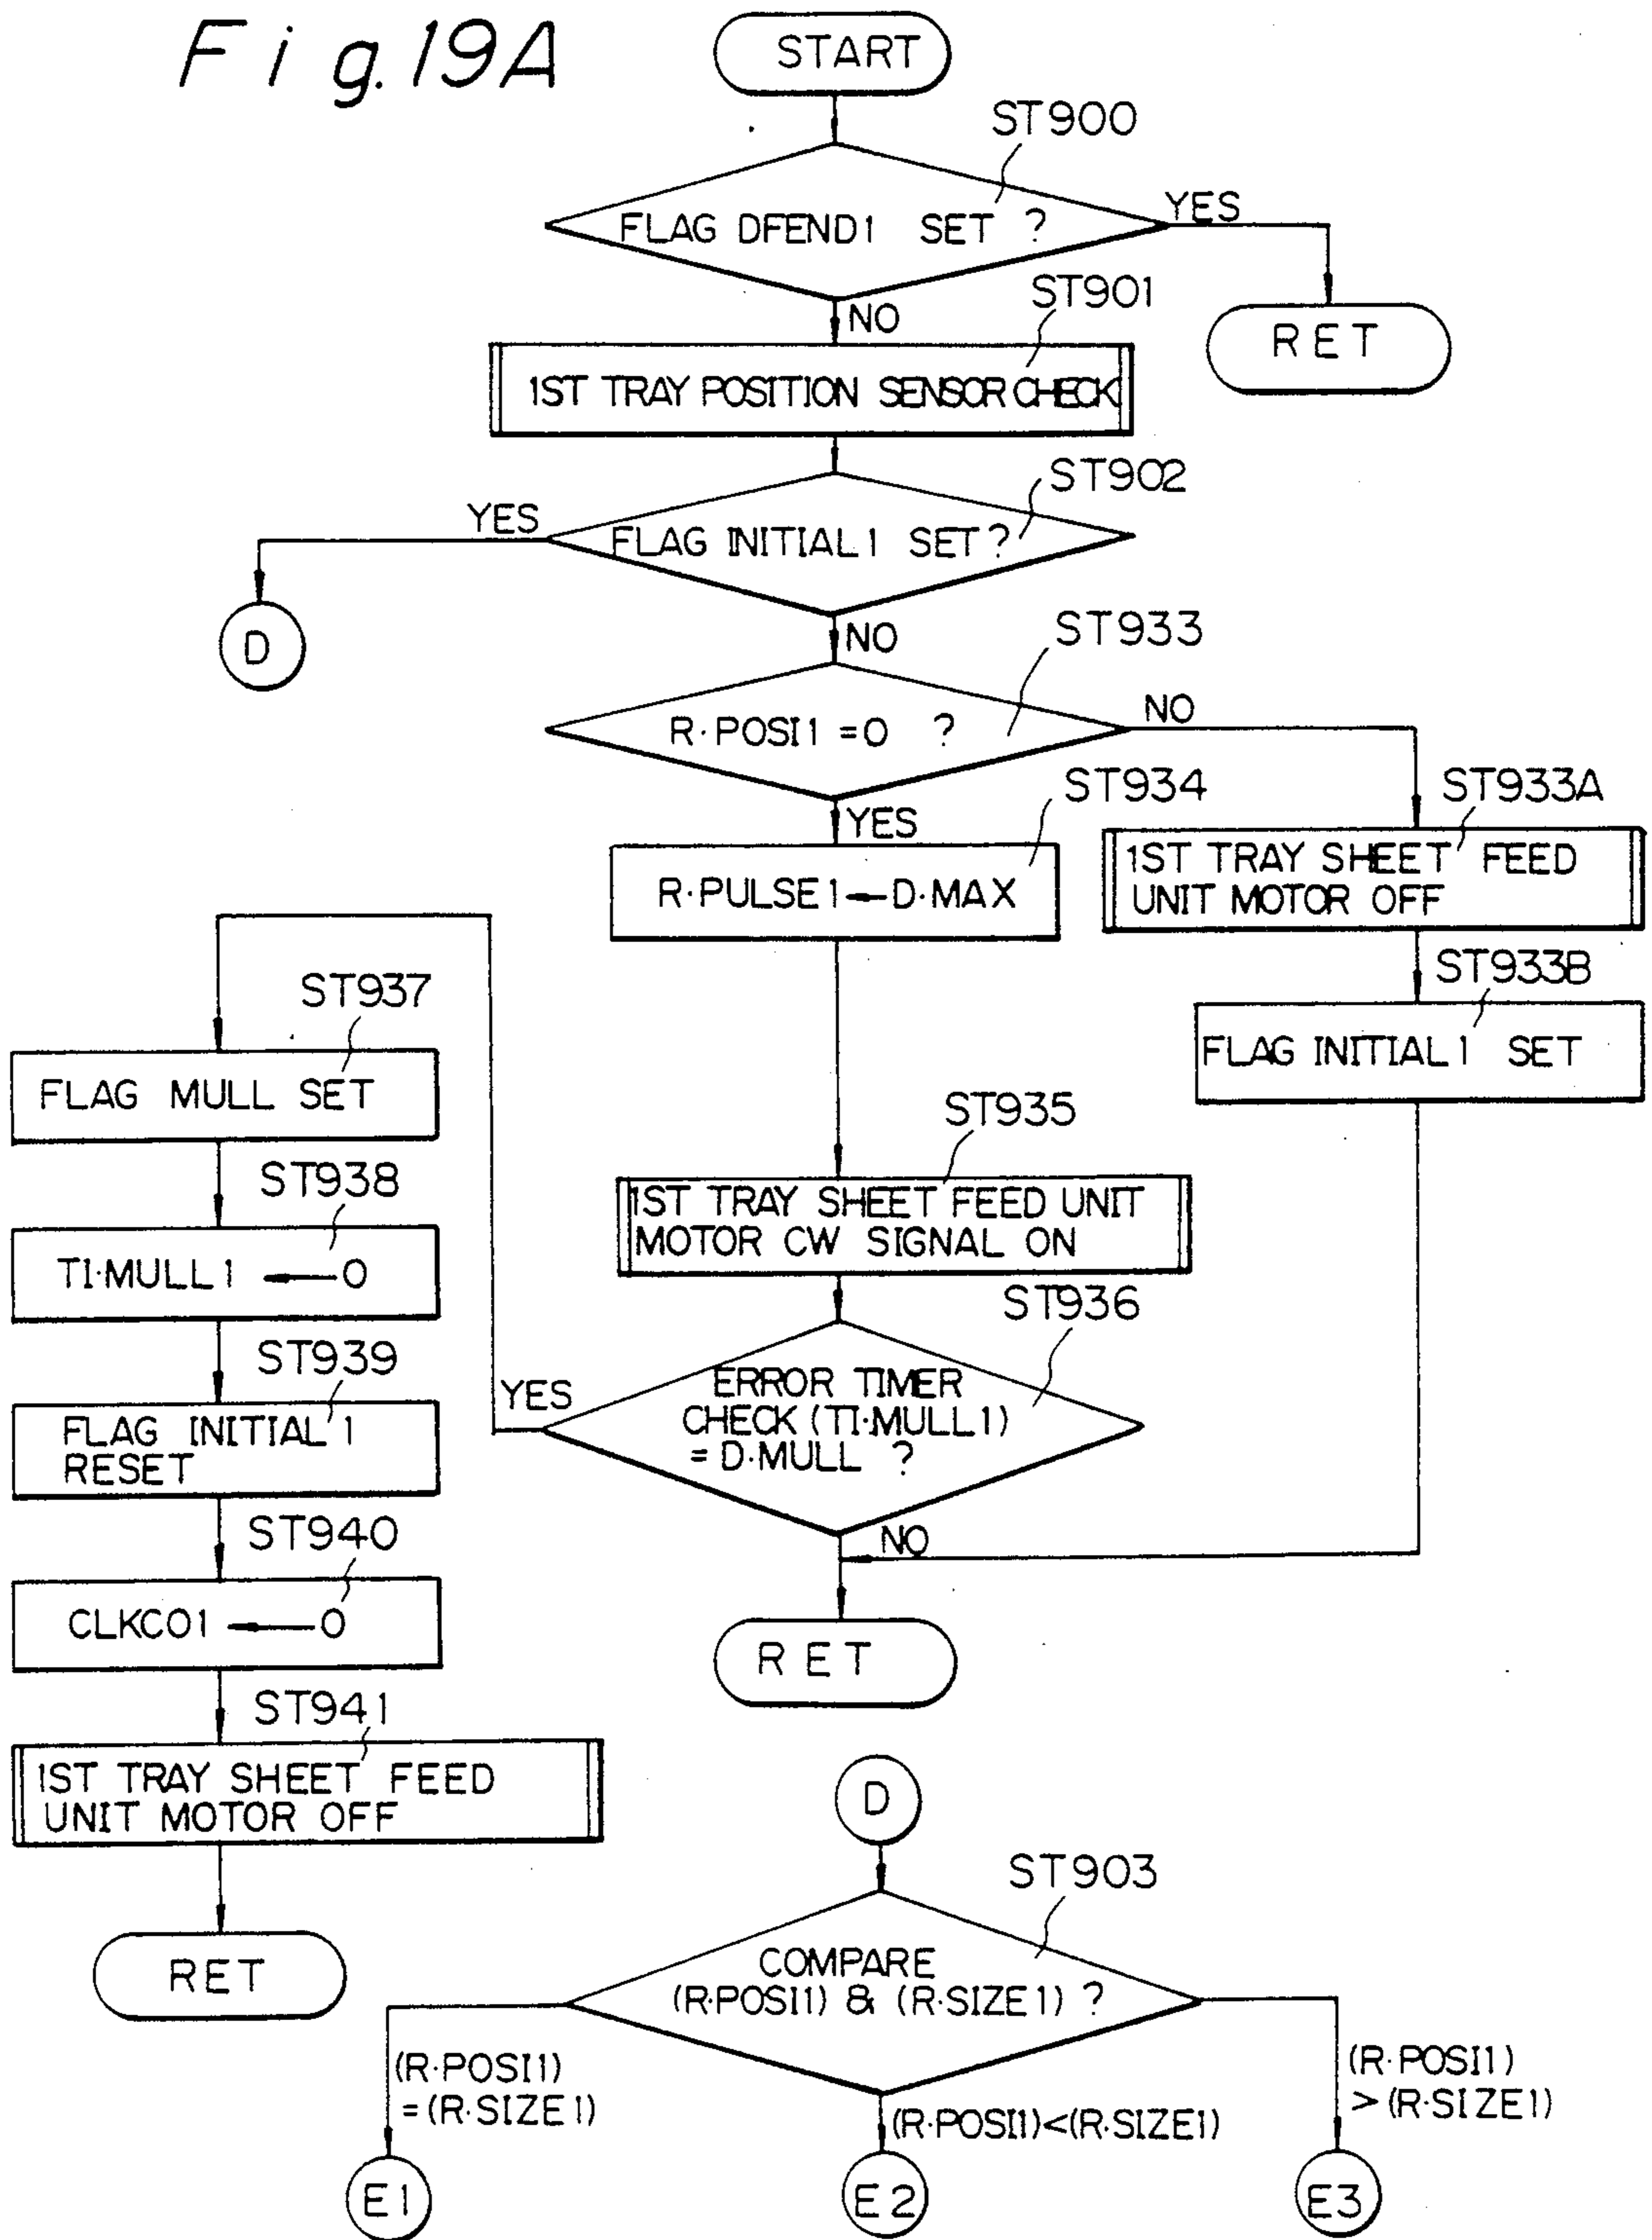 Fig. 19A
START
ST900
FLAG DFEND1 SET ?
YES
RET
NO
ST901
1ST TRAY POSITION SENSOR CHECK
ST902
FLAG INITIAL1 SET ?
YES
D
NO
ST933
R·POSI1 =0 ?
NO
YES
ST934
R·PULSE1 ← D·MAX
ST933A
1ST TRAY SHEET FEED
UNIT MOTOR OFF
ST933B
FLAG INITIAL1 SET
ST935
1ST TRAY SHEET FEED UNIT
MOTOR CW SIGNAL ON
ST936
ERROR TIMER
CHECK (TI·MULL1)
= D·MULL ?
YES
NO
RET
ST937
FLAG MULL SET
ST938
TI·MULL1 ← 0
ST939
FLAG INITIAL1
RESET
ST940
CLKCO1 ← 0
ST941
1ST TRAY SHEET FEED
UNIT MOTOR OFF
RET
D
ST903
COMPARE
(R·POSI1) & (R·SIZE1) ?
(R·POSI1)
= (R·SIZE1)
(R·POSI1)<(R·SIZE1)
(R·POSI1)
> (R·SIZE1)
E1
E2
E3